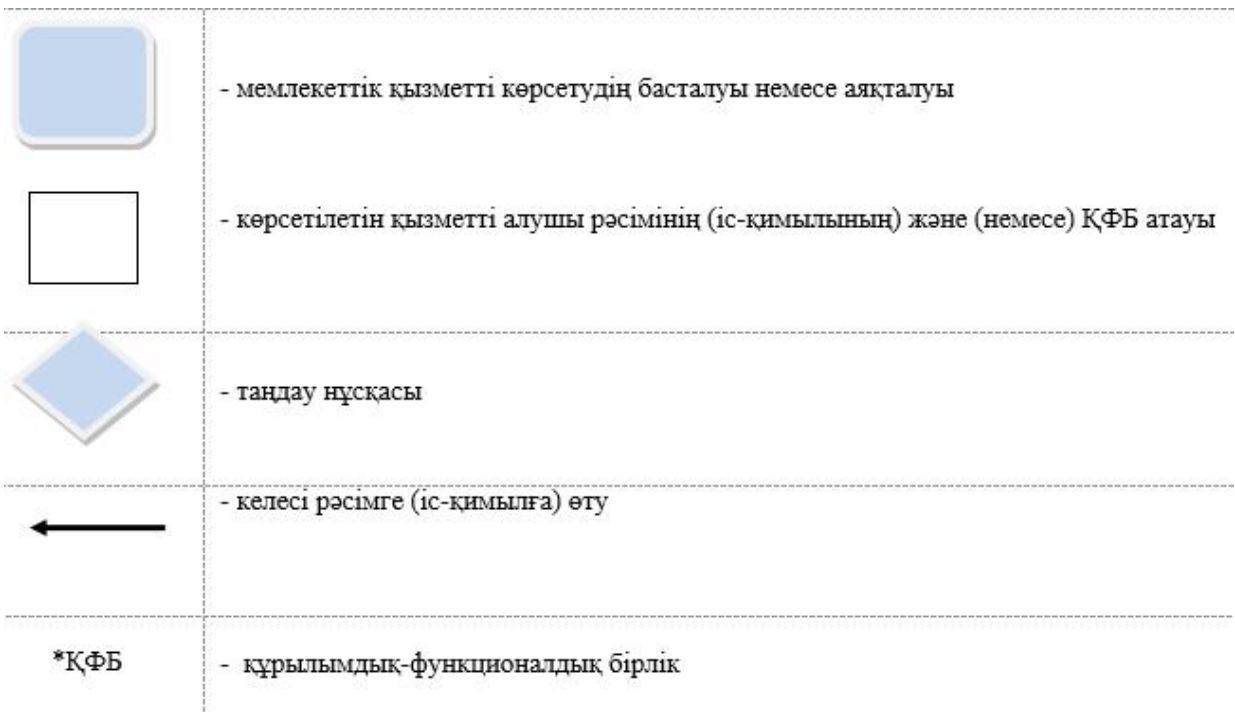 - мемлекеттік қызметті көрсетудің басталуы немесе аяқталуы
- көрсетілетін қызметті алушы рәсімінің (іс-қимылының) және (немесе) ҚФБ атауы
- таңдау нұсқасы
- келесі рәсімге (іс-қимылға) өту
*ҚФБ - құрылымдық-функционалдық бірлік